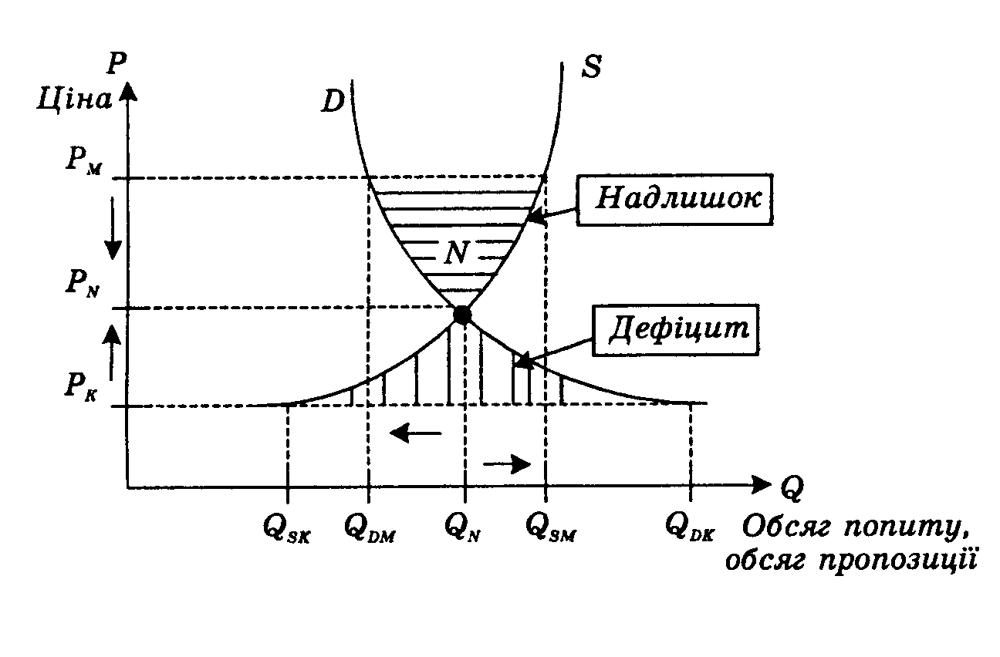 P
Ціна
D
S
P_M
Надлишок
N
P_N
Дефіцит
P_K
Q
Q_SK Q_DM Q_N Q_SM Q_DK Обсяг попиту,
обсяг пропозиції